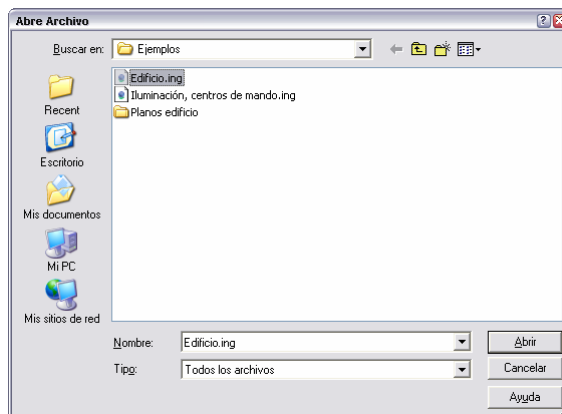 Abre Archivo
Buscar en: Ejemplos
Edificio.ing
Iluminación, centros de mando.ing
Planos edificio
Recent
Escritorio
Mis documentos
Mi PC
Mis sitios de red
Nombre: Edificio.ing Abrir
Tipo: Todos los archivos Cancelar
Ayuda